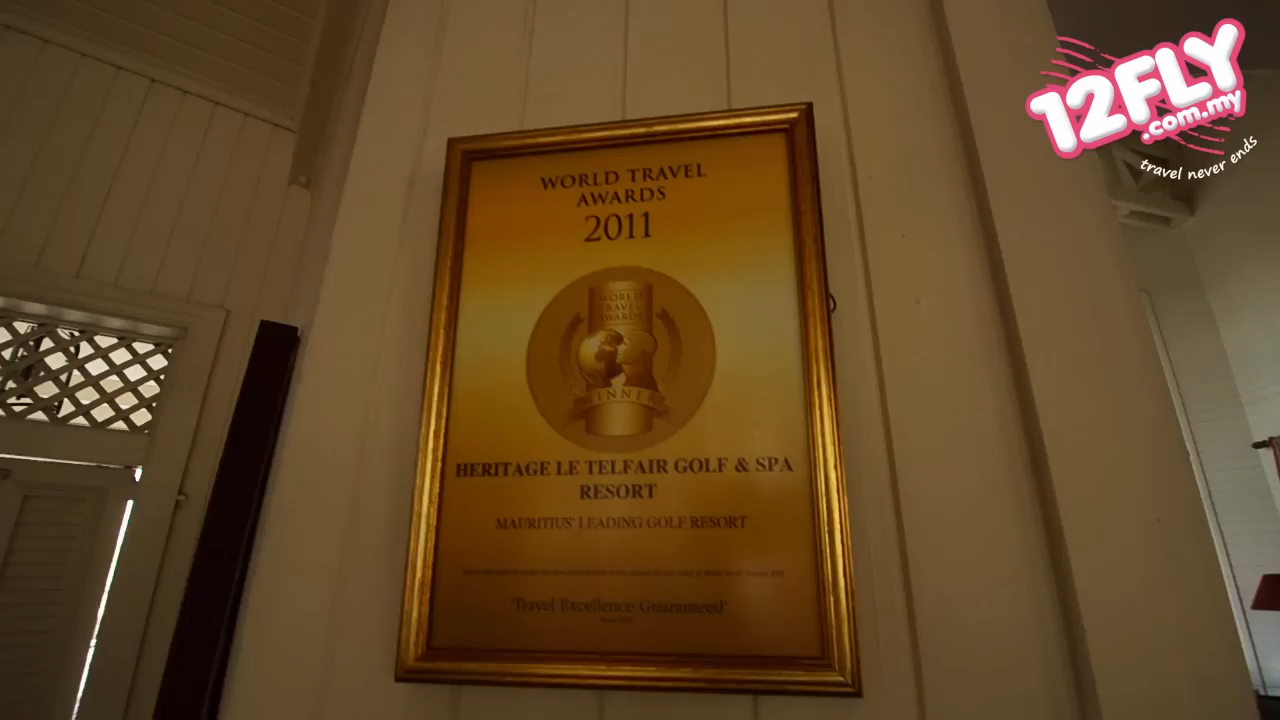 12FLY
.com.my
travel never ends
WORLD TRAVEL
AWARDS
2011
WORLD
TRAVEL
AWARDS
WINNER
HERITAGE LE TELFAIR GOLF & SPA
RESORT
MAURITIUS' LEADING GOLF RESORT
'Travel Excellence Guaranteed'